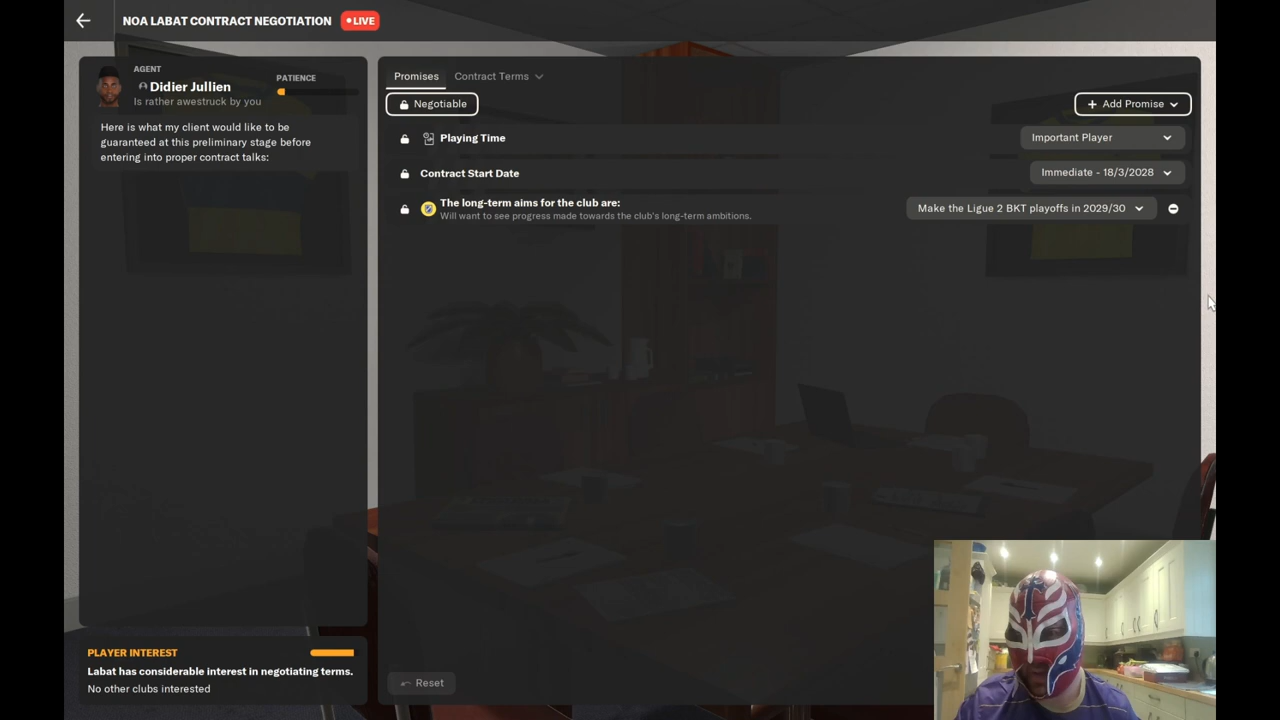 NOA LABAT CONTRACT NEGOTIATION
LIVE
AGENT
Didier Jullien
Is rather awestruck by you
PATIENCE
Here is what my client would like to be
guaranteed at this preliminary stage before
entering into proper contract talks:
Promises
Contract Terms
Negotiable
+ Add Promise
Playing Time
Important Player
Contract Start Date
Immediate - 18/3/2028
The long-term aims for the club are:
Will want to see progress made towards the club's long-term ambitions.
Make the Ligue 2 BKT playoffs in 2029/30
PLAYER INTEREST
Labat has considerable interest in negotiating terms.
No other clubs interested
Reset